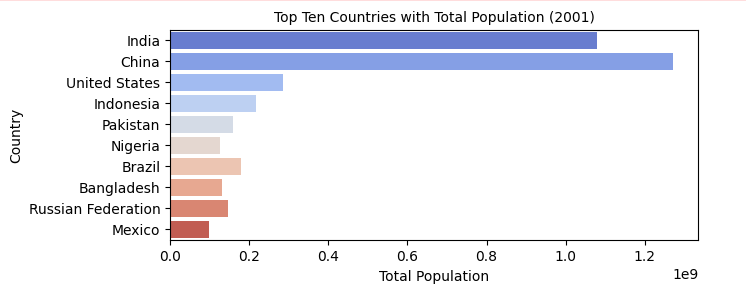 Top Ten Countries with Total Population (2001)
Country
India
China
United States
Indonesia
Pakistan
Nigeria
Brazil
Bangladesh
Russian Federation
Mexico
0.0 0.2 0.4 0.6 0.8 1.0 1.2
1e9
Total Population